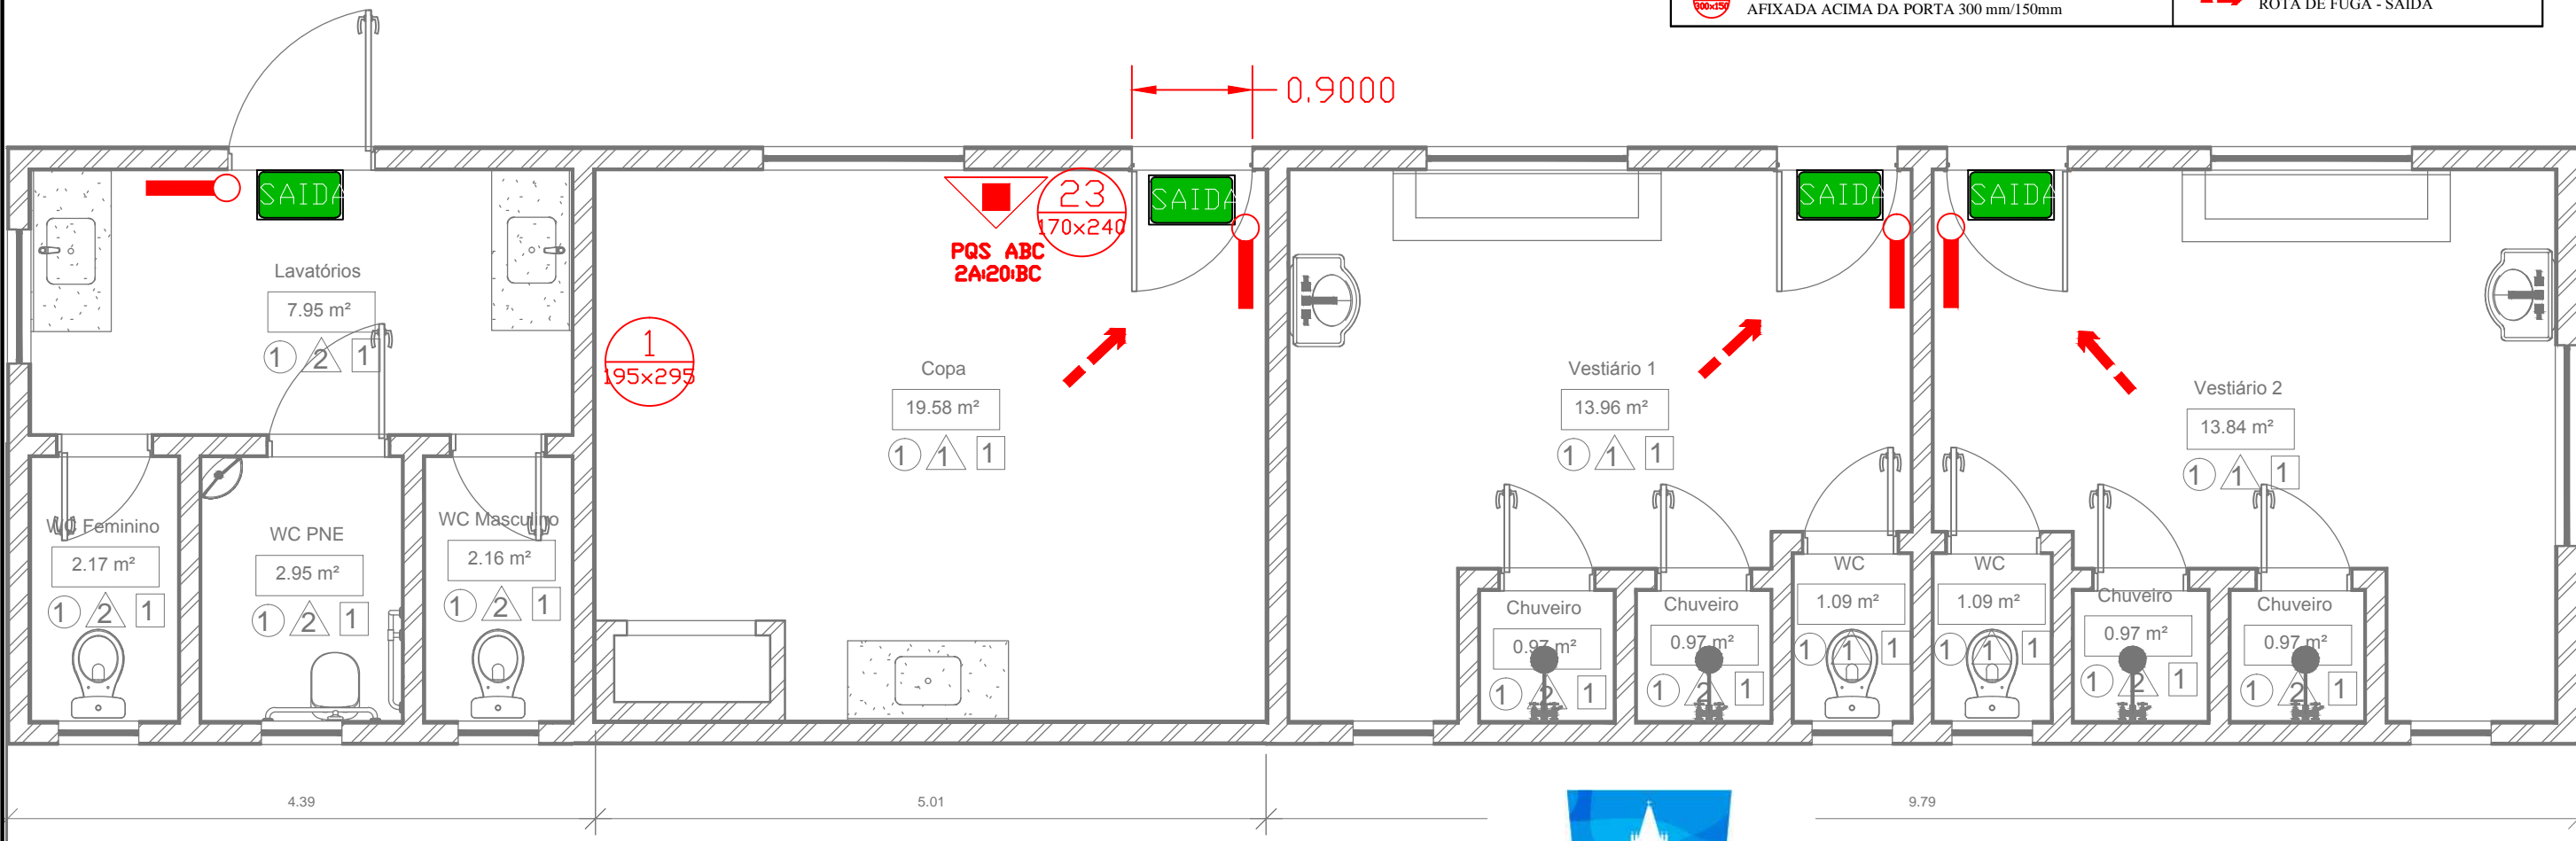 300x150
AFIXADA ACIMA DA PORTA 300 mm/150mm
ROTA DE FUGA - SAÍDA
0.9000
SAIDA
23
170x240
SAIDA
SAIDA
SAIDA
PQS ABC
2A:20:BC
Lavatórios
7.95 m²
1 2 1
1
195x295
Copa
19.58 m²
1 1 1
Vestiário 1
13.96 m²
1 1 1
Vestiário 2
13.84 m²
1 1 1
WC Feminino
2.17 m²
1 2 1
WC PNE
2.95 m²
1 2 1
WC Masculino
2.16 m²
1 2 1
Chuveiro
0.97 m²
1 2 1
Chuveiro
0.97 m²
1 2 1
WC
1.09 m²
1 1 1
WC
1.09 m²
1 1 1
Chuveiro
0.97 m²
1 2 1
Chuveiro
0.97 m²
1 2 1
4.39
5.01
9.79